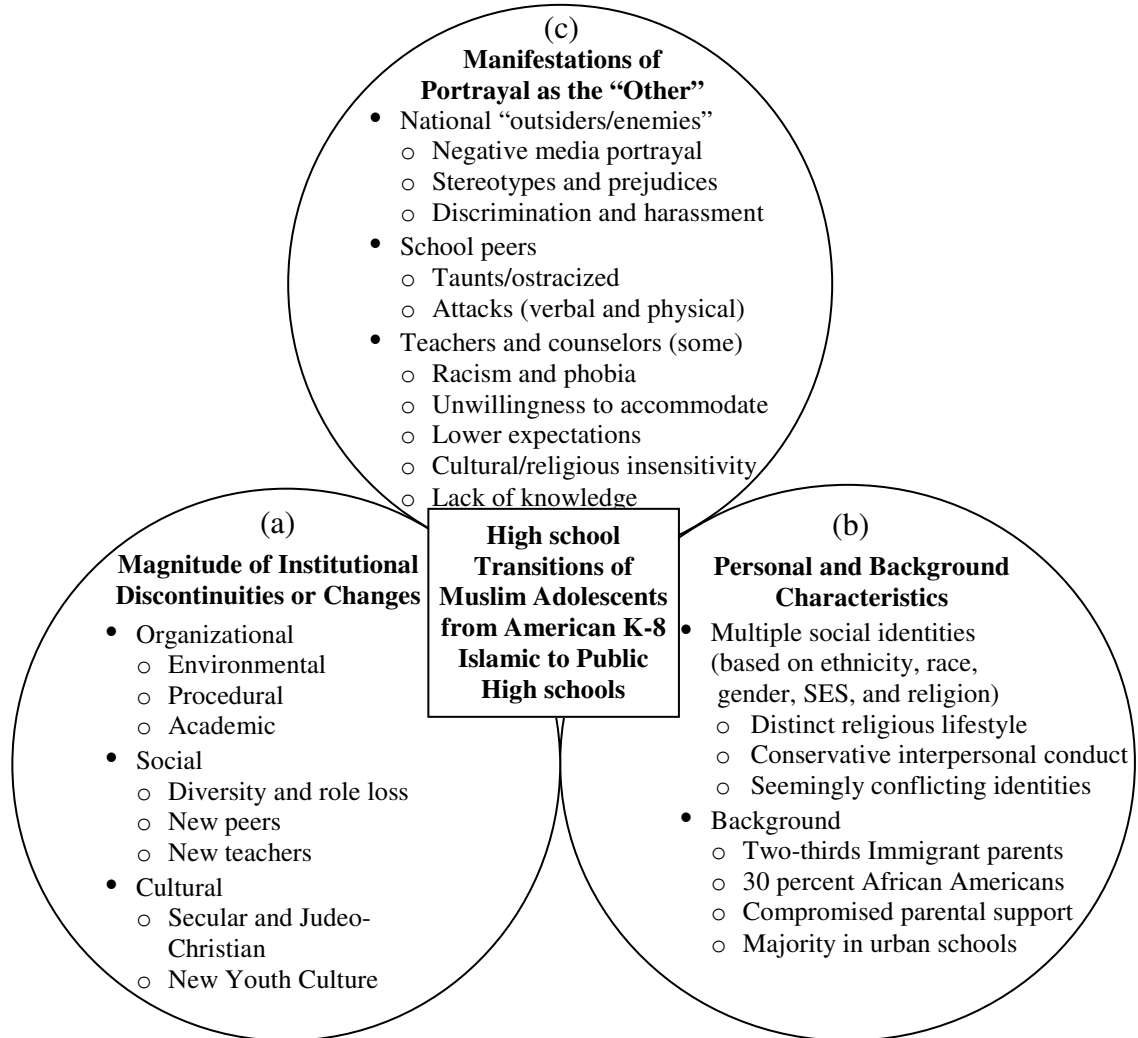 (c)
Manifestations of
Portrayal as the “Other”
• National “outsiders/enemies”
o Negative media portrayal
o Stereotypes and prejudices
o Discrimination and harassment
• School peers
o Taunts/ostracized
o Attacks (verbal and physical)
• Teachers and counselors (some)
o Racism and phobia
o Unwillingness to accommodate
o Lower expectations
o Cultural/religious insensitivity
o Lack of knowledge
(a)
Magnitude of Institutional
Discontinuities or Changes
• Organizational
o Environmental
o Procedural
o Academic
• Social
o Diversity and role loss
o New peers
o New teachers
• Cultural
o Secular and Judeo-
Christian
o New Youth Culture
High school
Transitions of
Muslim Adolescents
from American K-8
Islamic to Public
High schools
(b)
Personal and Background
Characteristics
• Multiple social identities
(based on ethnicity, race,
gender, SES, and religion)
o Distinct religious lifestyle
o Conservative interpersonal conduct
o Seemingly conflicting identities
• Background
o Two-thirds Immigrant parents
o 30 percent African Americans
o Compromised parental support
o Majority in urban schools